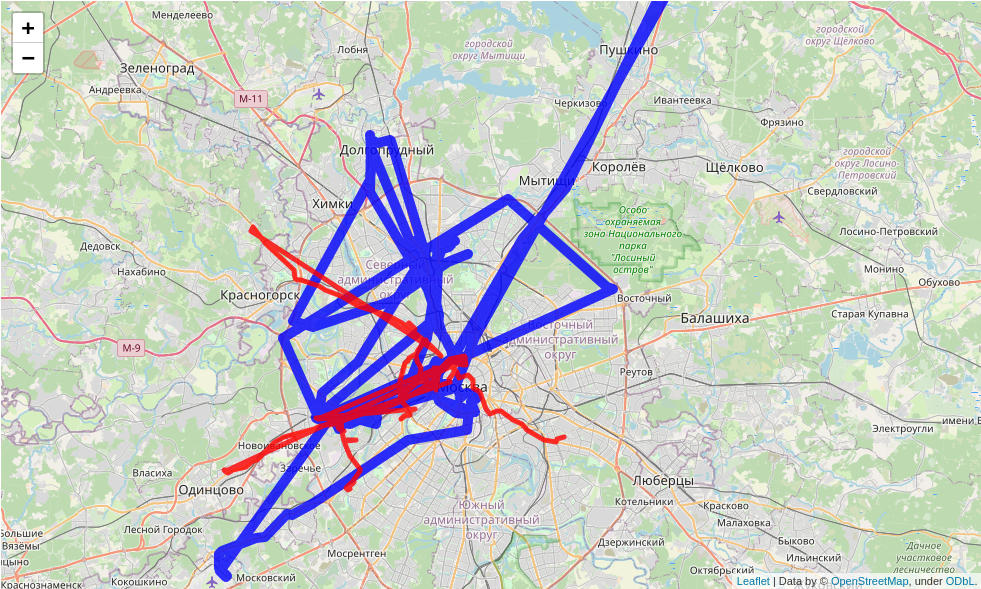 +
−
Менделеево
Зеленоград
Андреевка
M-11
Лобня
городской
округ Мытищи
Пушкино
городской
округ Щёлково
Черкизово
Ивантеевка
Фрязино
Долгопрудный
Королёв
Щёлково
городской
округ Лосино-
Петровский
Мытищи
Свердловский
Химки
Особо
охраняемая
зона Национального
парка
"Лосиный
остров"
Лосино-Петровский
Дедовск
Нахабино
Северный
административный
округ
Монино
Обухово
Красногорск
Восточный
Старая Купавна
Балашиха
M-9
Восточный
административный
округ
Реутов
Москва
Электроугли
Новоивановское
Заречье
Власиха
Одинцово
Люберцы
Котельники
Красково
Малаховка
Южный
административный
округ
Большие
Вязёмы
Лесной Городок
Мосрентген
Дзержинский
Быково
Ильинский
Дачное
участковое
лесничество
Октябрьский
Краснознаменск
Кокошкино
Московский
Leaflet | Data by © OpenStreetMap, under ODbL.